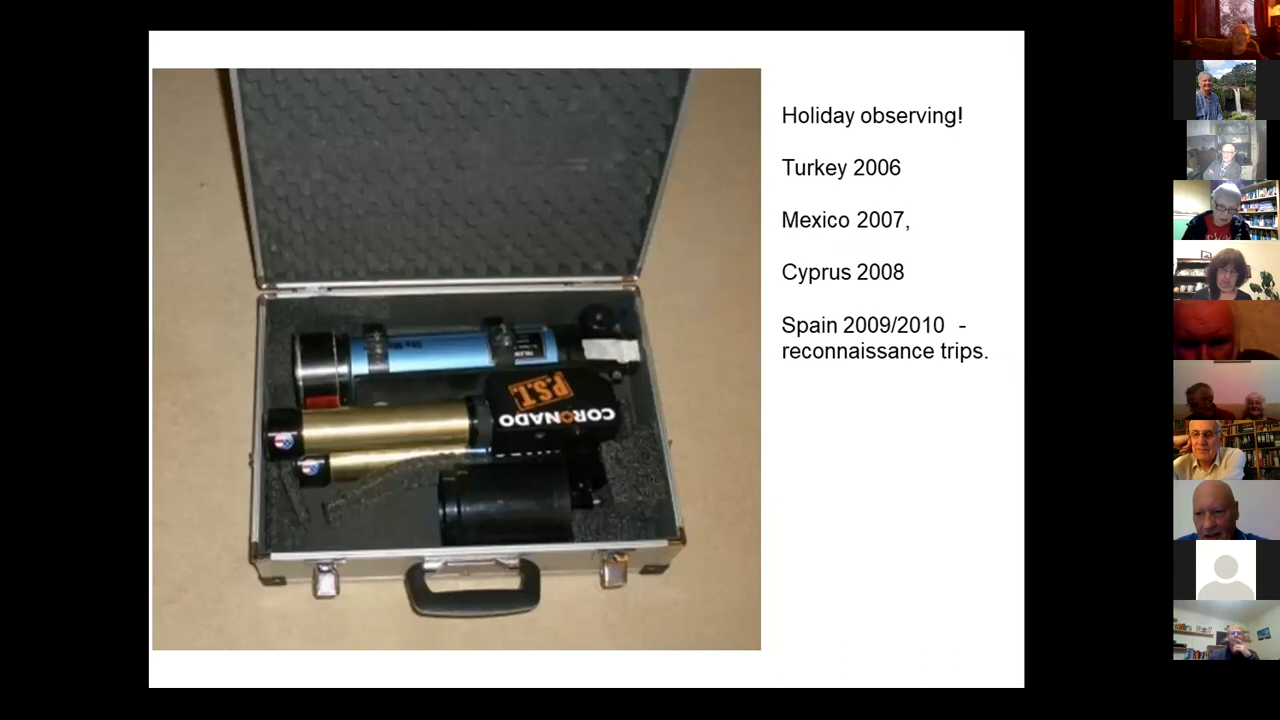 Holiday observing!
Turkey 2006
Mexico 2007,
Cyprus 2008
Spain 2009/2010 -
reconnaissance trips.
P.S.T.
CORONADO